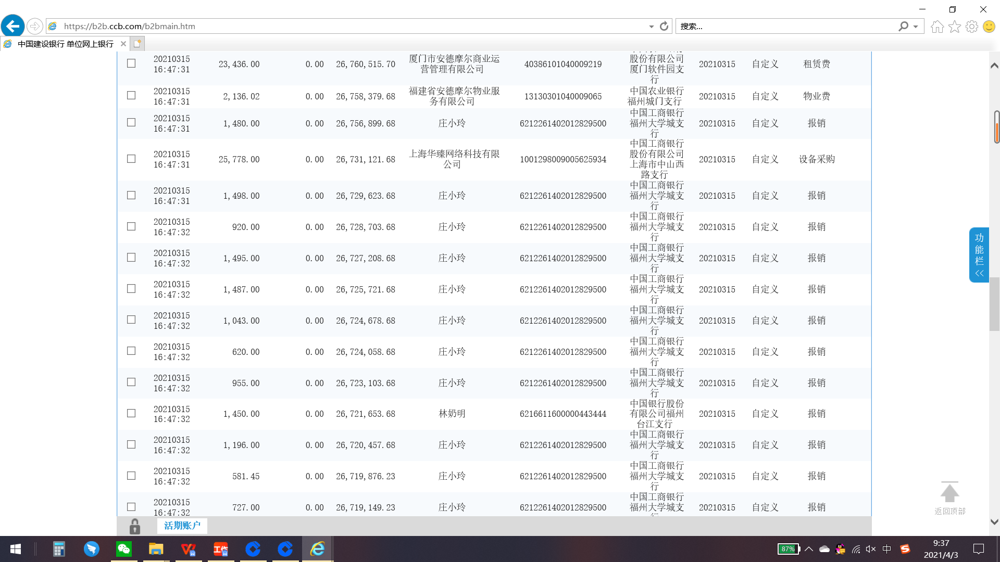 https://b2b.ccb.com/b2bmain.htm
搜索...
中国建设银行 单位网上银行
20210315
16:47:31
23,436.00
0.00
26,760,515.70
厦门市安德摩尔商业运
营管理有限公司
40386101040009219
股份有限公司
厦门软件园支
行
20210315
自定义
租赁费
20210315
16:47:31
2,136.02
0.00
26,758,379.68
福建省安德摩尔物业服
务有限公司
13130301040009065
中国农业银行
福州城门支行
20210315
自定义
物业费
20210315
16:47:31
1,480.00
0.00
26,756,899.68
庄小玲
6212261402012829500
中国工商银行
福州大学城支
行
20210315
自定义
报销
20210315
16:47:31
25,778.00
0.00
26,731,121.68
上海华臻网络科技有限
公司
1001298009005625934
中国工商银行
股份有限公司
上海市中山西
路支行
20210315
自定义
设备采购
20210315
16:47:31
1,498.00
0.00
26,729,623.68
庄小玲
6212261402012829500
中国工商银行
福州大学城支
行
20210315
自定义
报销
20210315
16:47:32
920.00
0.00
26,728,703.68
庄小玲
6212261402012829500
中国工商银行
福州大学城支
行
20210315
自定义
报销
20210315
16:47:32
1,495.00
0.00
26,727,208.68
庄小玲
6212261402012829500
中国工商银行
福州大学城支
行
20210315
自定义
报销
20210315
16:47:32
1,487.00
0.00
26,725,721.68
庄小玲
6212261402012829500
中国工商银行
福州大学城支
行
20210315
自定义
报销
20210315
16:47:32
1,043.00
0.00
26,724,678.68
庄小玲
6212261402012829500
中国工商银行
福州大学城支
行
20210315
自定义
报销
20210315
16:47:32
620.00
0.00
26,724,058.68
庄小玲
6212261402012829500
中国工商银行
福州大学城支
行
20210315
自定义
报销
20210315
16:47:32
955.00
0.00
26,723,103.68
庄小玲
6212261402012829500
中国工商银行
福州大学城支
行
20210315
自定义
报销
20210315
16:47:32
1,450.00
0.00
26,721,653.68
林奶明
6216611600000443444
中国银行股份
有限公司福州
台江支行
20210315
自定义
报销
20210315
16:47:32
1,196.00
0.00
26,720,457.68
庄小玲
6212261402012829500
中国工商银行
福州大学城支
行
20210315
自定义
报销
20210315
16:47:32
581.45
0.00
26,719,876.23
庄小玲
6212261402012829500
中国工商银行
福州大学城支
行
20210315
自定义
报销
20210315
16:47:32
727.00
0.00
26,719,149.23
庄小玲
6212261402012829500
中国工商银行
福州大学城支
20210315
自定义
报销
功
能
栏
<<
返回顶部
活期账户
工作
87%
中
9:37
2021/4/3